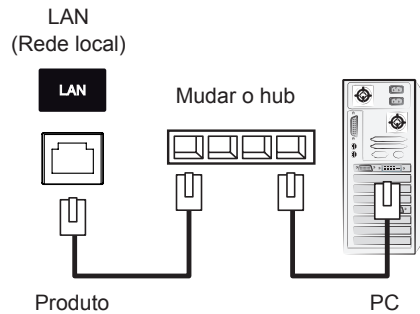 LAN
(Rede local)
LAN
Mudar o hub
Produto
PC